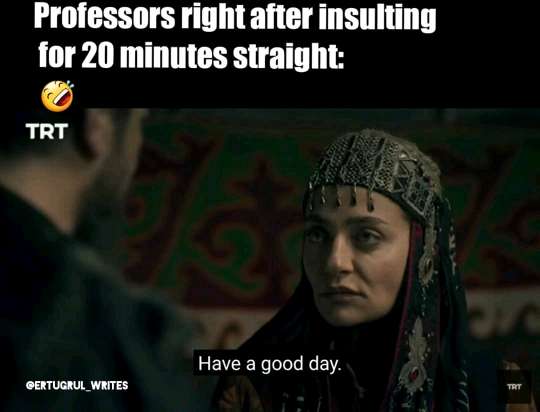 Professors right after insulting
for 20 minutes straight:
TRT
Have a good day.
@ERTUGRUL_WRITES
TRT